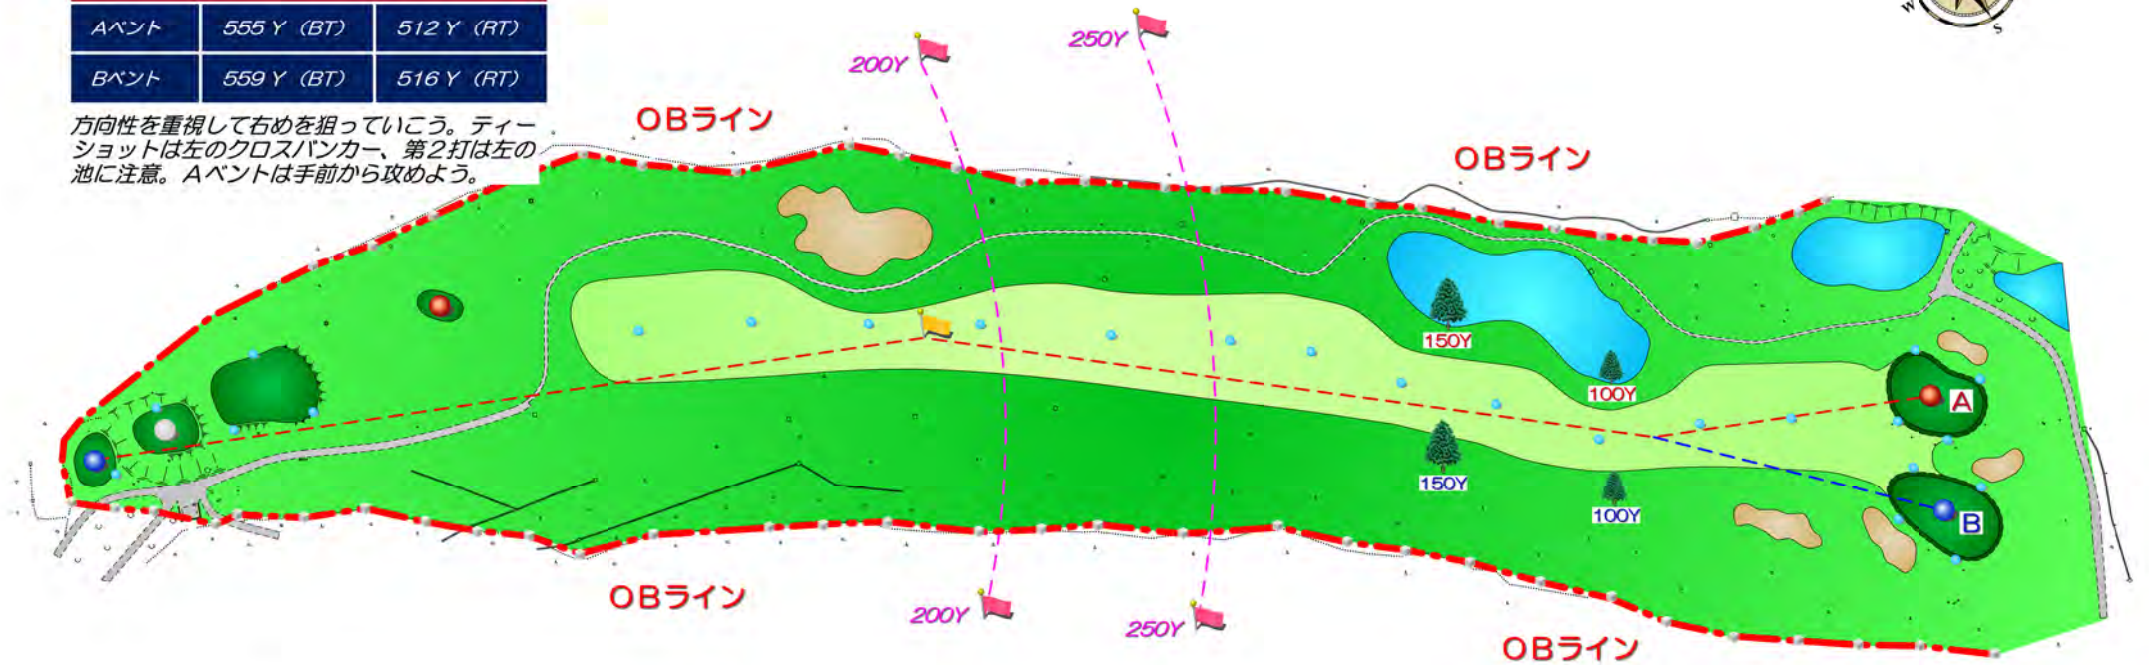 Aベント 555 Y (BT) 512 Y (RT)
Bベント 559 Y (BT) 516 Y (RT)
方向性を重視して右めを狙っていこう。ティー
ショットは左のクロスバンカー、第2打は左の
池に注意。Aベントは手前から攻めよう。
W
S
200Y
250Y
OBライン
OBライン
150Y
100Y
A
B
150Y
100Y
OBライン
200Y
250Y
OBライン